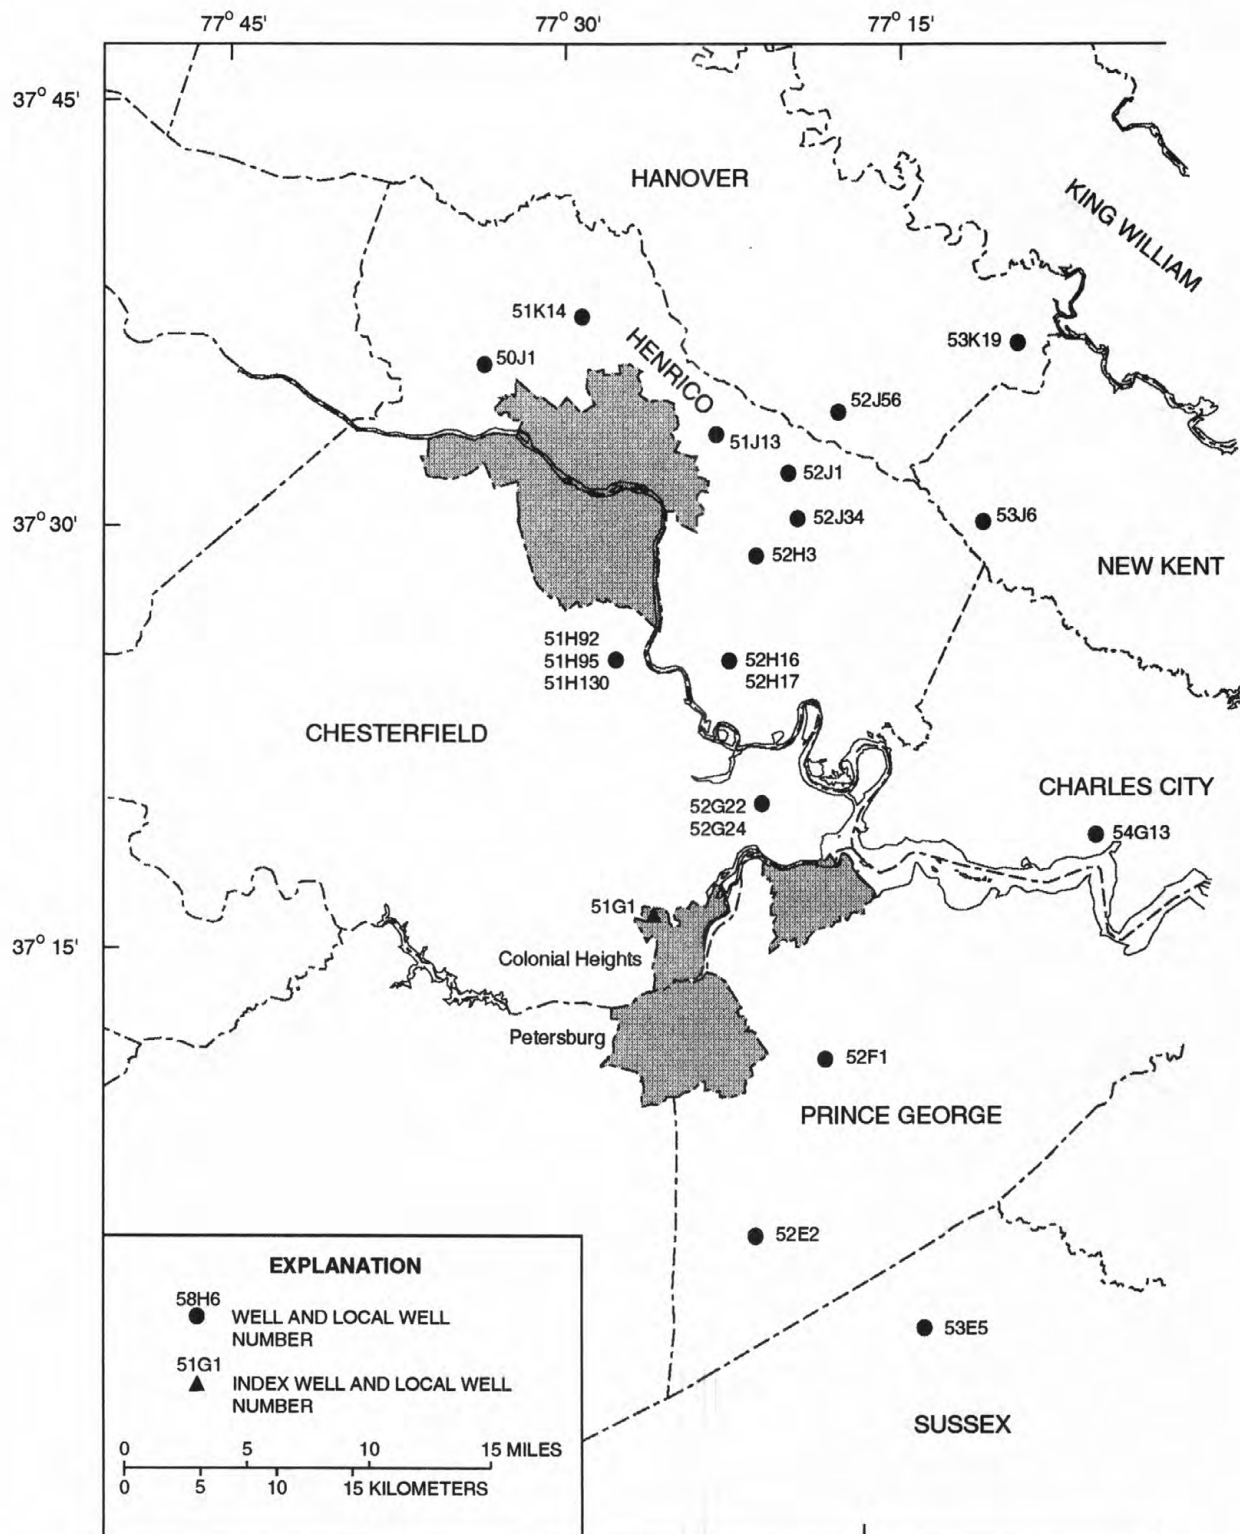 77° 45'
77° 30'
77° 15'
37° 45'
HANOVER
KING WILLIAM
51K14
53K19
HENRICO
50J1
52J56
51J13
52J1
37° 30'
52J34
53J6
52H3
NEW KENT
51H92
51H95
51H130
52H16
52H17
CHESTERFIELD
CHARLES CITY
52G22
52G24
54G13
51G1
37° 15'
Colonial Heights
Petersburg
52F1
PRINCE GEORGE
52E2
53E5
SUSSEX
EXPLANATION
58H6
WELL AND LOCAL WELL
NUMBER
51G1
INDEX WELL AND LOCAL WELL
NUMBER
0 5 10 15 MILES
0 5 10 15 KILOMETERS